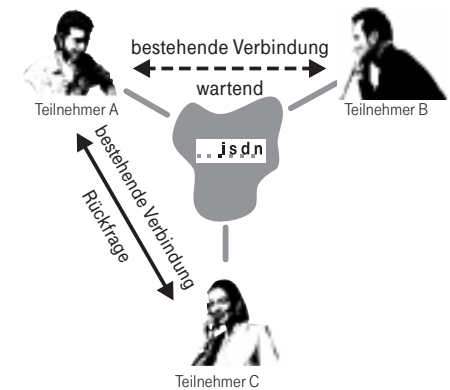 bestehende Verbindung
wartend
Teilnehmer A
Teilnehmer B
isdn
bestehende Verbindung
Rückfrage
Teilnehmer C